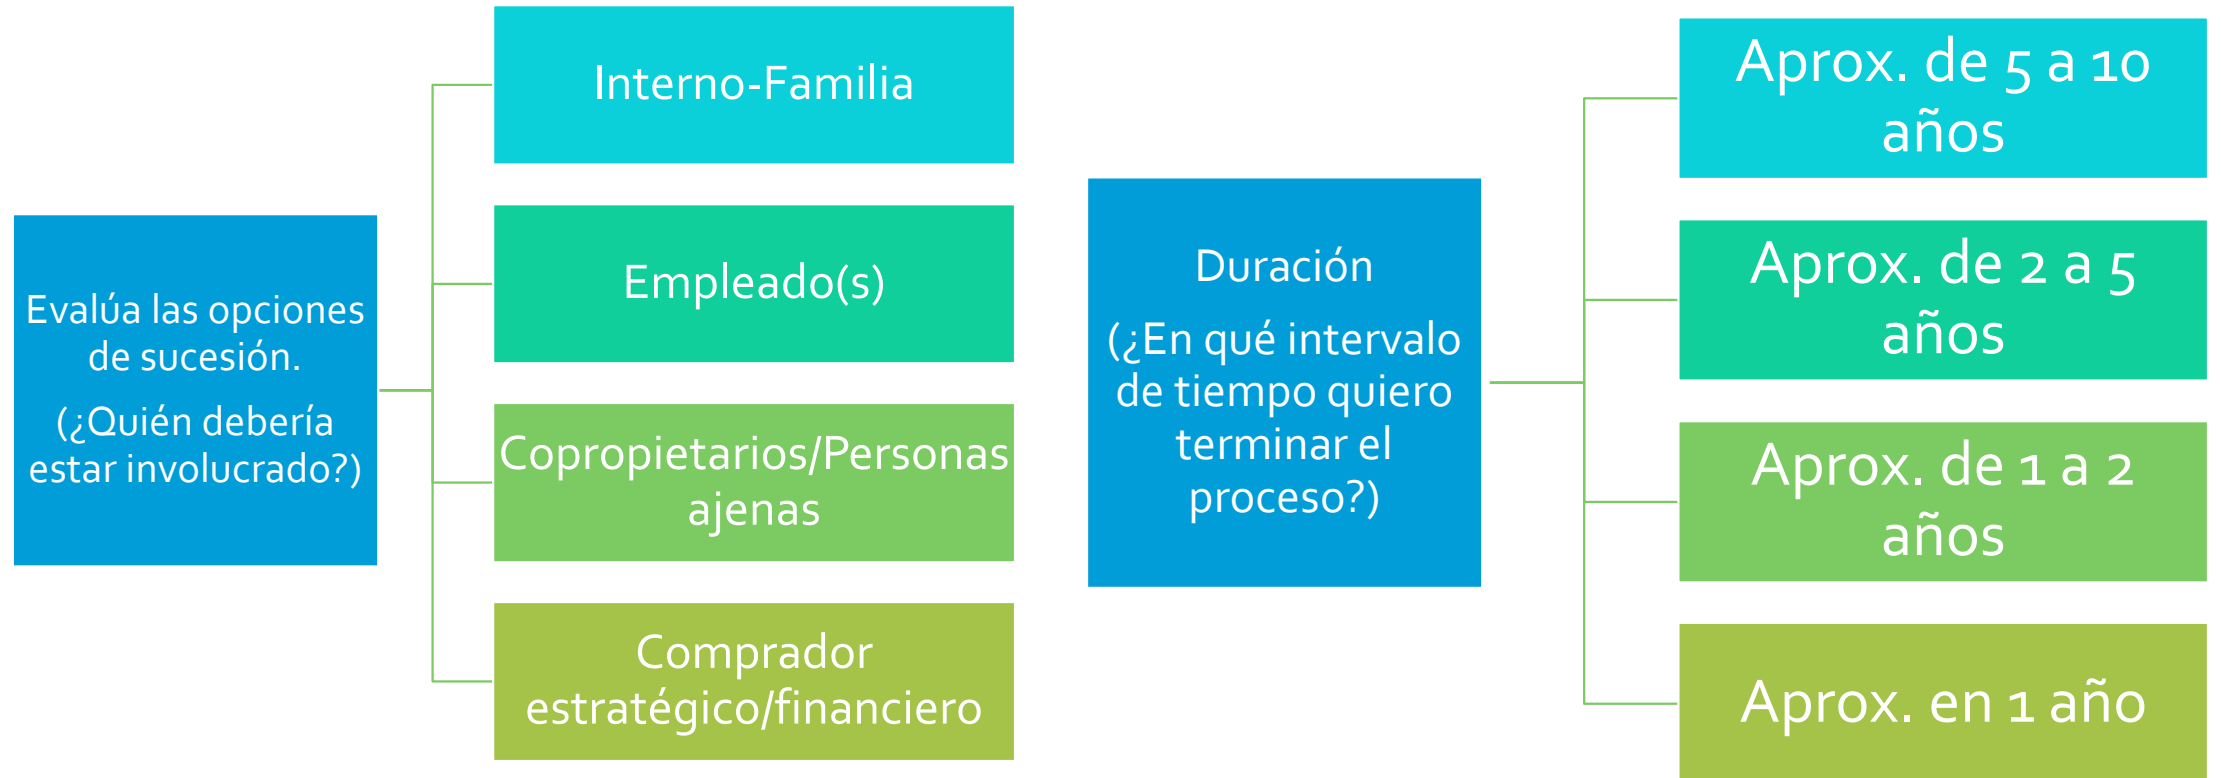 Evalúa las opciones
de sucesión.
(¿Quién debería
estar involucrado?)
Interno-Familia
Empleado(s)
Copropietarios/Personas
ajenas
Comprador
estratégico/financiero
Duración
(¿En qué intervalo
de tiempo quiero
terminar el
proceso?)
Aprox. de 5 a 10
años
Aprox. de 2 a 5
años
Aprox. de 1 a 2
años
Aprox. en 1 año